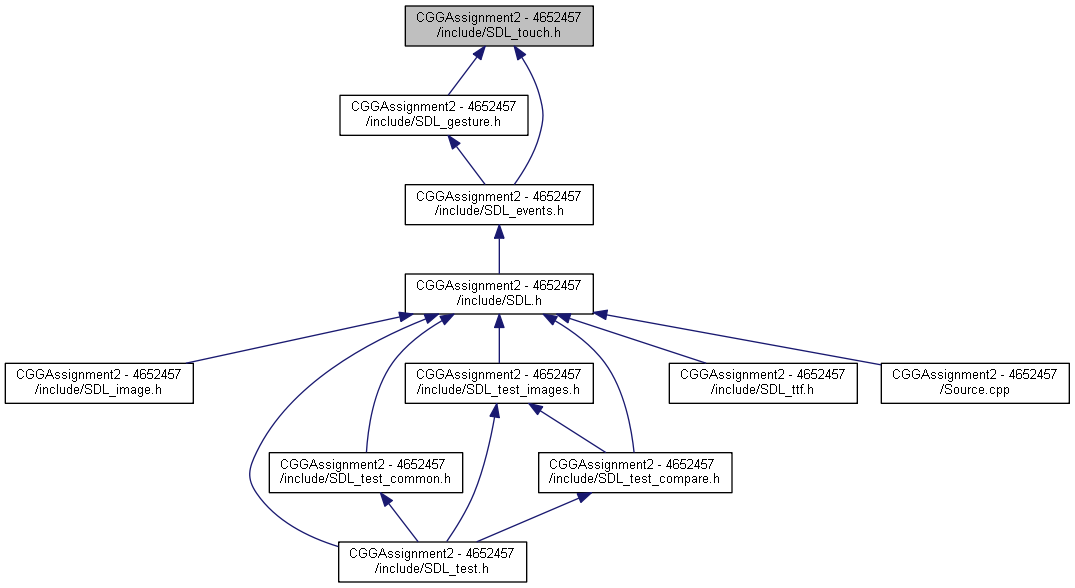 CGGAssignment2 - 4652457
/include/SDL_touch.h
CGGAssignment2 - 4652457
/include/SDL_gesture.h
CGGAssignment2 - 4652457
/include/SDL_events.h
CGGAssignment2 - 4652457
/include/SDL.h
CGGAssignment2 - 4652457
/include/SDL_image.h
CGGAssignment2 - 4652457
/include/SDL_test_images.h
CGGAssignment2 - 4652457
/include/SDL_ttf.h
CGGAssignment2 - 4652457
/Source.cpp
CGGAssignment2 - 4652457
/include/SDL_test_common.h
CGGAssignment2 - 4652457
/include/SDL_test_compare.h
CGGAssignment2 - 4652457
/include/SDL_test.h